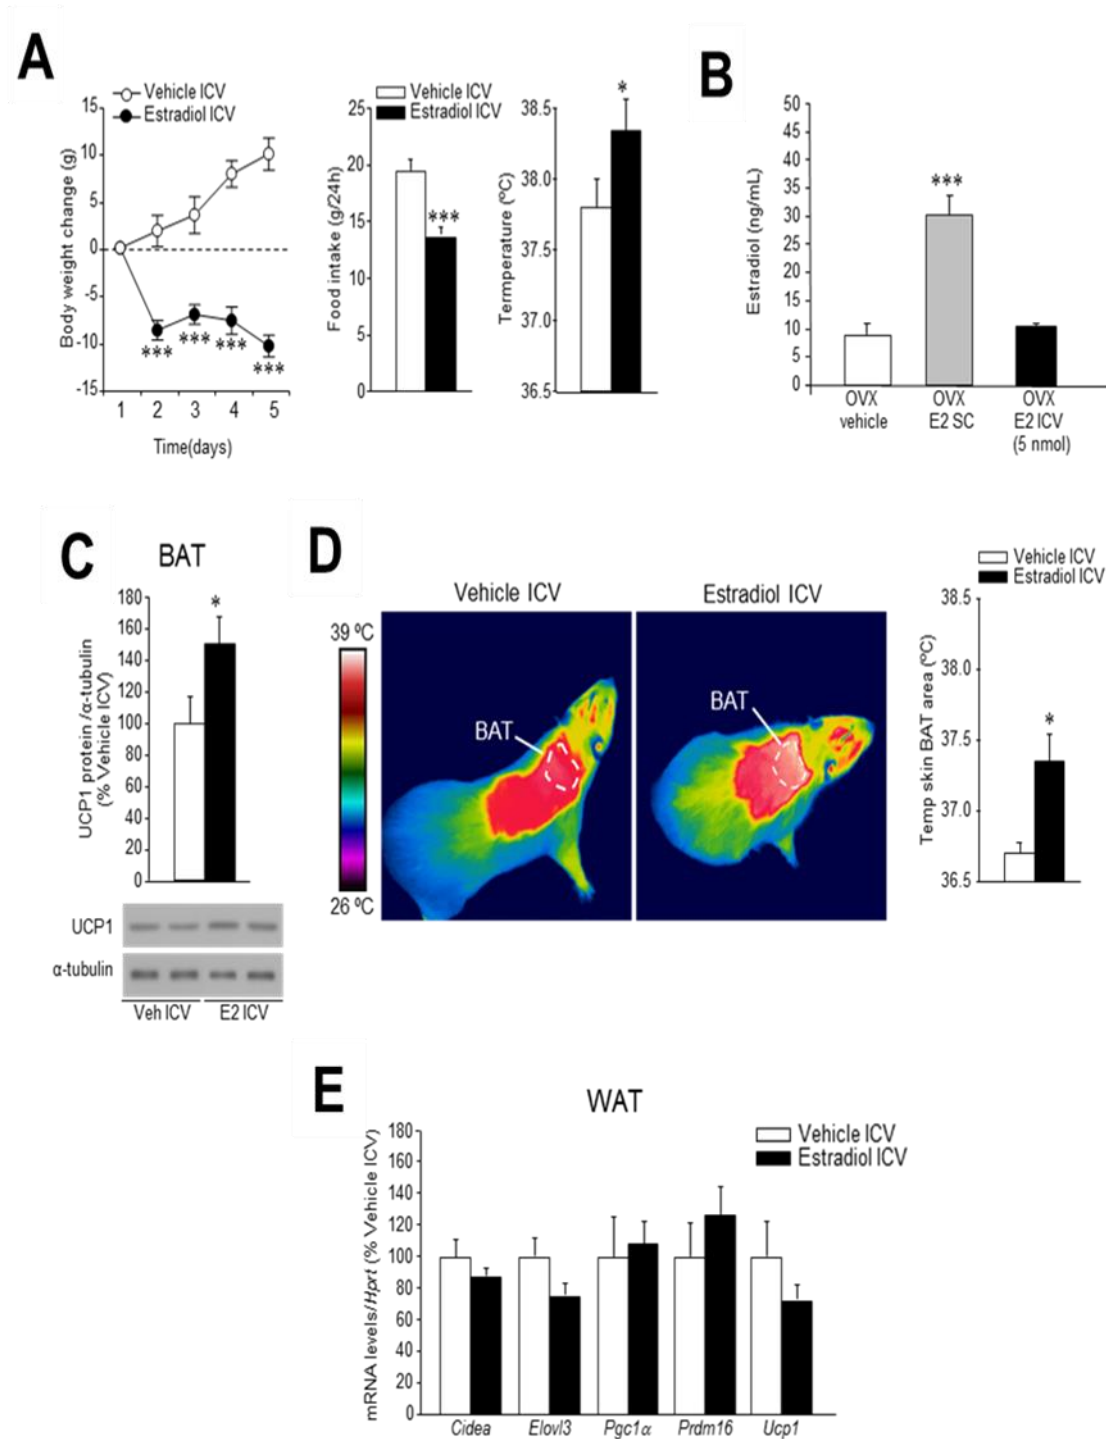 A
Vehicle ICV
Estradiol ICV
15
10
5
0
-5
-10
-15
Body weight change (g)
***
***
***
***
1 2 3 4 5
Time(days)
Vehicle ICV
Estradiol ICV
25
20
15
10
5
0
Food intake (g/24h)
***
38.5
38.0
37.5
37.0
36.5
Termperature (ºC)
*
B
50
45
40
35
30
25
20
15
10
5
0
Estradiol (ng/mL)
***
OVX
vehicle
OVX
E2 SC
OVX
E2 ICV
(5 nmol)
C
BAT
180
160
140
120
100
80
60
40
20
0
UCP1 protein /α-tubulin
(% Vehicle ICV)
*
UCP1
α-tubulin
Veh ICV
E2 ICV
D
Vehicle ICV
Estradiol ICV
39 ºC
26 ºC
BAT
BAT
Vehicle ICV
Estradiol ICV
38.5
38.0
37.5
37.0
36.5
Temp skin BAT area (ºC)
*
E
WAT
Vehicle ICV
Estradiol ICV
180
160
140
120
100
80
60
40
20
0
mRNA levels/Hprt (% Vehicle ICV)
Cidea Elovl3 Pgc1α Prdm16 Ucp1